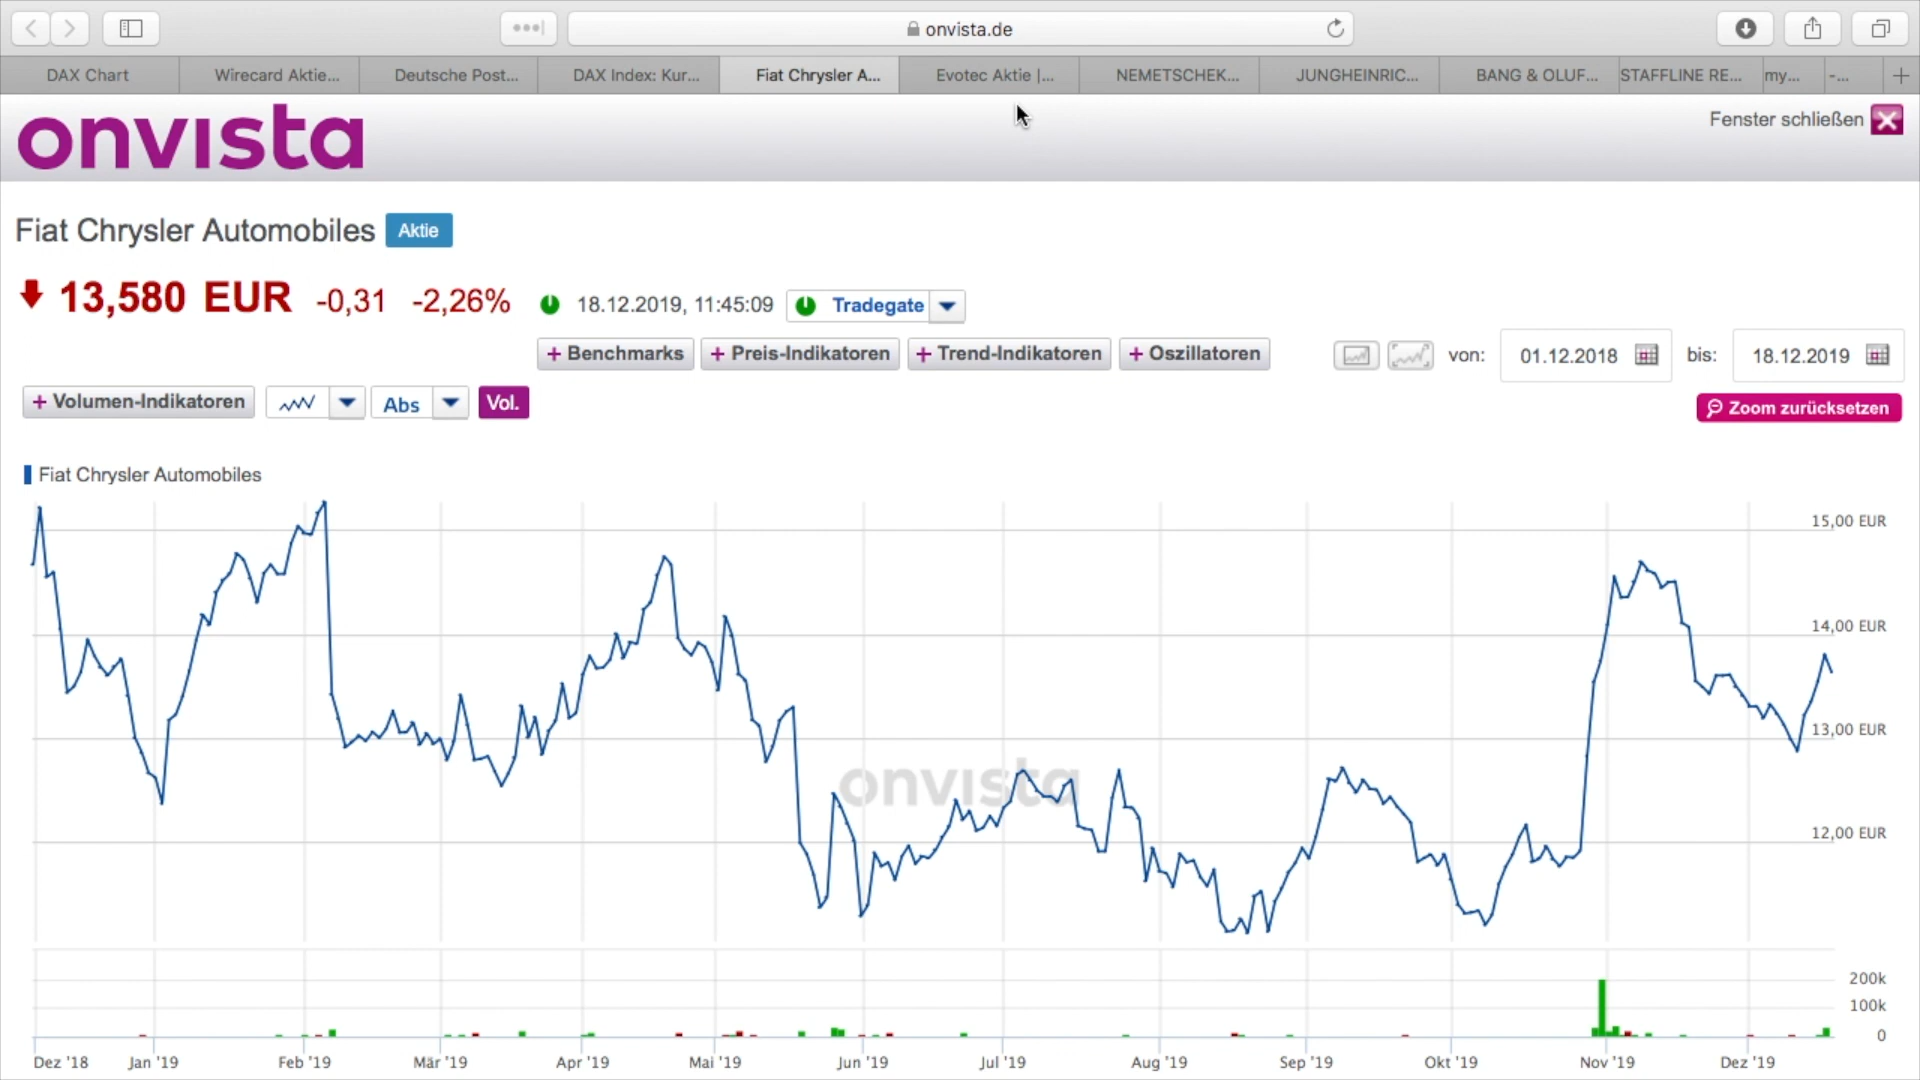 onvista.de
DAX Chart
Wirecard Aktie...
Deutsche Post...
DAX Index: Kur...
Fiat Chrysler A...
Evotec Aktie |...
NEMETSCHEK...
JUNGHEINRIC...
BANG & OLUF...
STAFFLINE RE...
my...
-...
onvista
Fenster schließen
Fiat Chrysler Automobiles Aktie
13,580 EUR -0,31 -2,26% 18.12.2019, 11:45:09 Tradegate
+ Benchmarks + Preis-Indikatoren + Trend-Indikatoren + Oszillatoren von: 01.12.2018 bis: 18.12.2019
+ Volumen-Indikatoren Abs Vol. Zoom zurücksetzen
Fiat Chrysler Automobiles
15,00 EUR
14,00 EUR
13,00 EUR
onvista
12,00 EUR
200k
100k
0
Dez '18 Jan '19 Feb '19 Mär '19 Apr '19 Mai '19 Jun '19 Jul '19 Aug '19 Sep '19 Okt '19 Nov '19 Dez '19